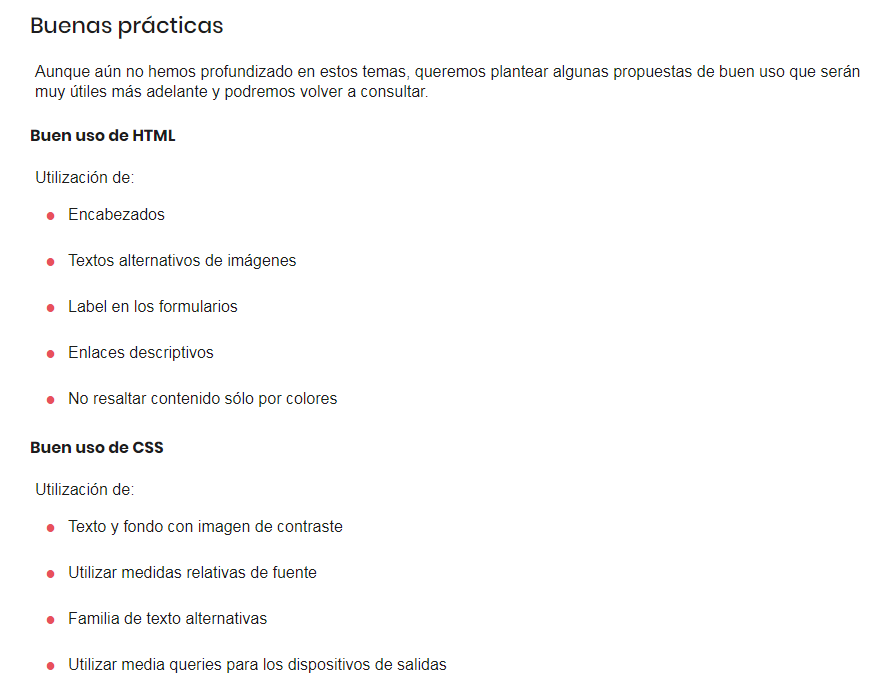 Buenas prácticas
Aunque aún no hemos profundizado en estos temas, queremos plantear algunas propuestas de buen uso que serán
muy útiles más adelante y podremos volver a consultar.
Buen uso de HTML
Utilización de:
Encabezados
Textos alternativos de imágenes
Label en los formularios
Enlaces descriptivos
No resaltar contenido sólo por colores
Buen uso de CSS
Utilización de:
Texto y fondo con imagen de contraste
Utilizar medidas relativas de fuente
Familia de texto alternativas
Utilizar media queries para los dispositivos de salidas